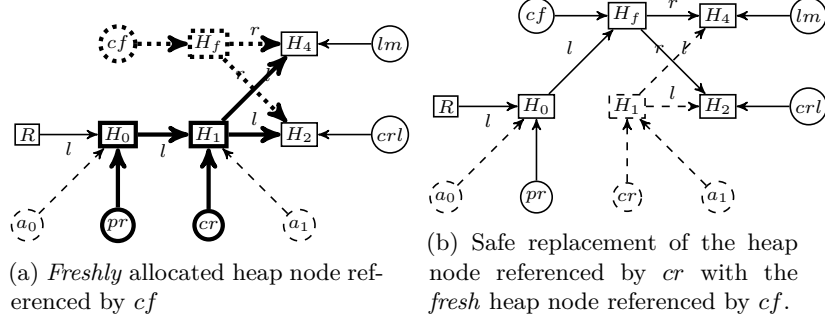 cf H_f r H_4 lm
r l
R H_0 H_1 l H_2 crl
l l
a_0 pr cr a_1
(a) Freshly allocated heap node ref-
erenced by cf
cf H_f r H_4 lm
l r l
R H_0 H_1 l H_2 crl
l
a_0 pr cr a_1
(b) Safe replacement of the heap
node referenced by cr with the
fresh heap node referenced by cf.